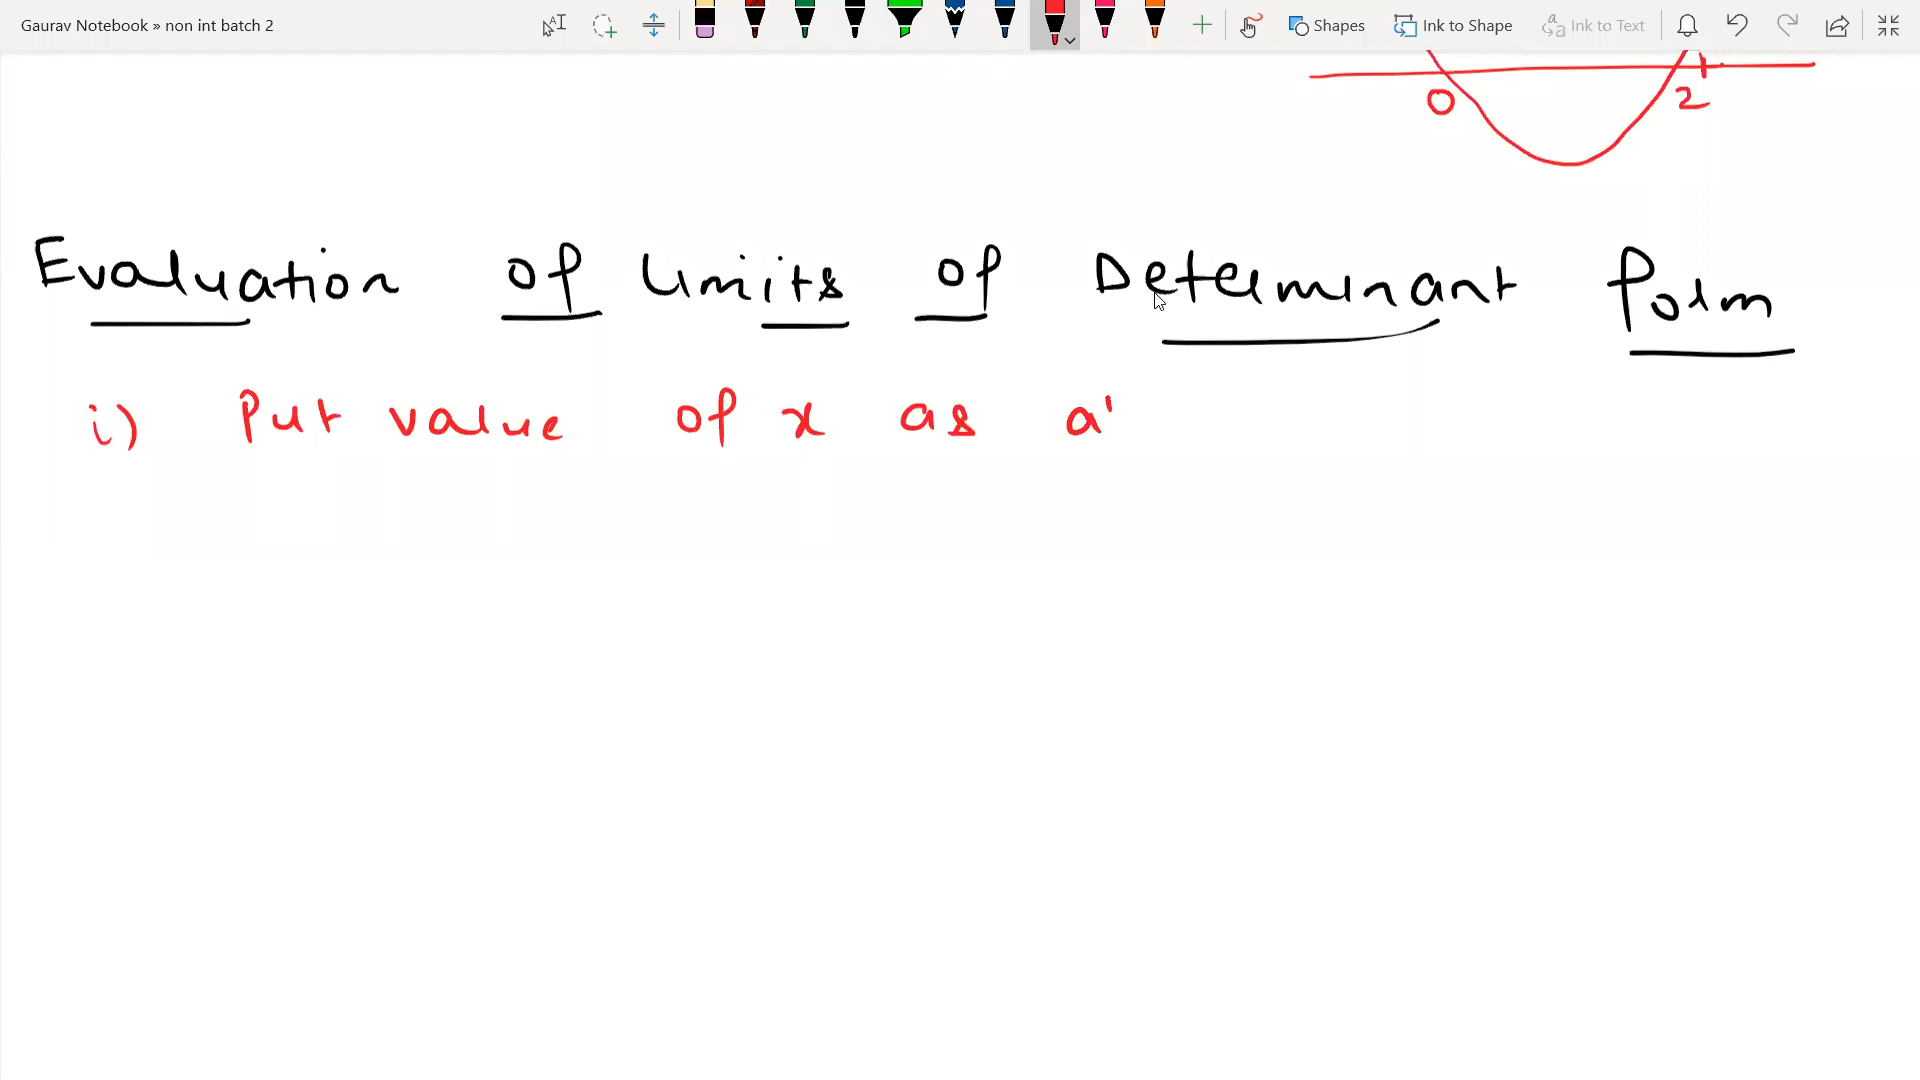 Gaurav Notebook » non int batch 2
Shapes
Ink to Shape
Ink to Text
0 2
Evaluation of Limits of Determinant form
i) Put value of x as a'